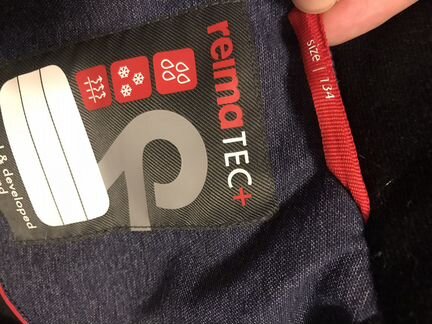 reima TEC+
size | 134
& developed